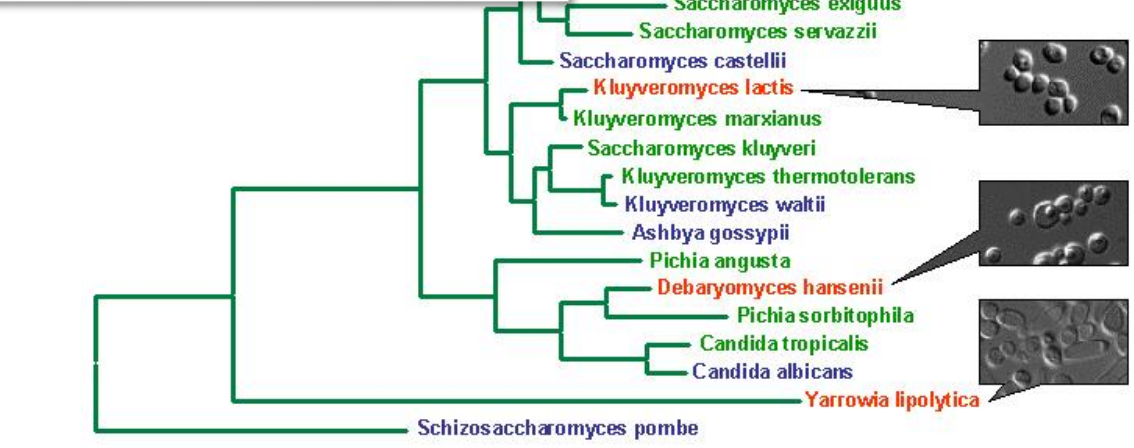 Saccharomyces exiguus
Saccharomyces servazzii
Saccharomyces castellii
Kluyveromyces lactis
Kluyveromyces marxianus
Saccharomyces kluyveri
Kluyveromyces thermotolerans
Kluyveromyces waltii
Ashbya gossypii
Pichia angusta
Debaryomyces hansenii
Pichia sorbitophila
Candida tropicalis
Candida albicans
Yarrowia lipolytica
Schizosaccharomyces pombe